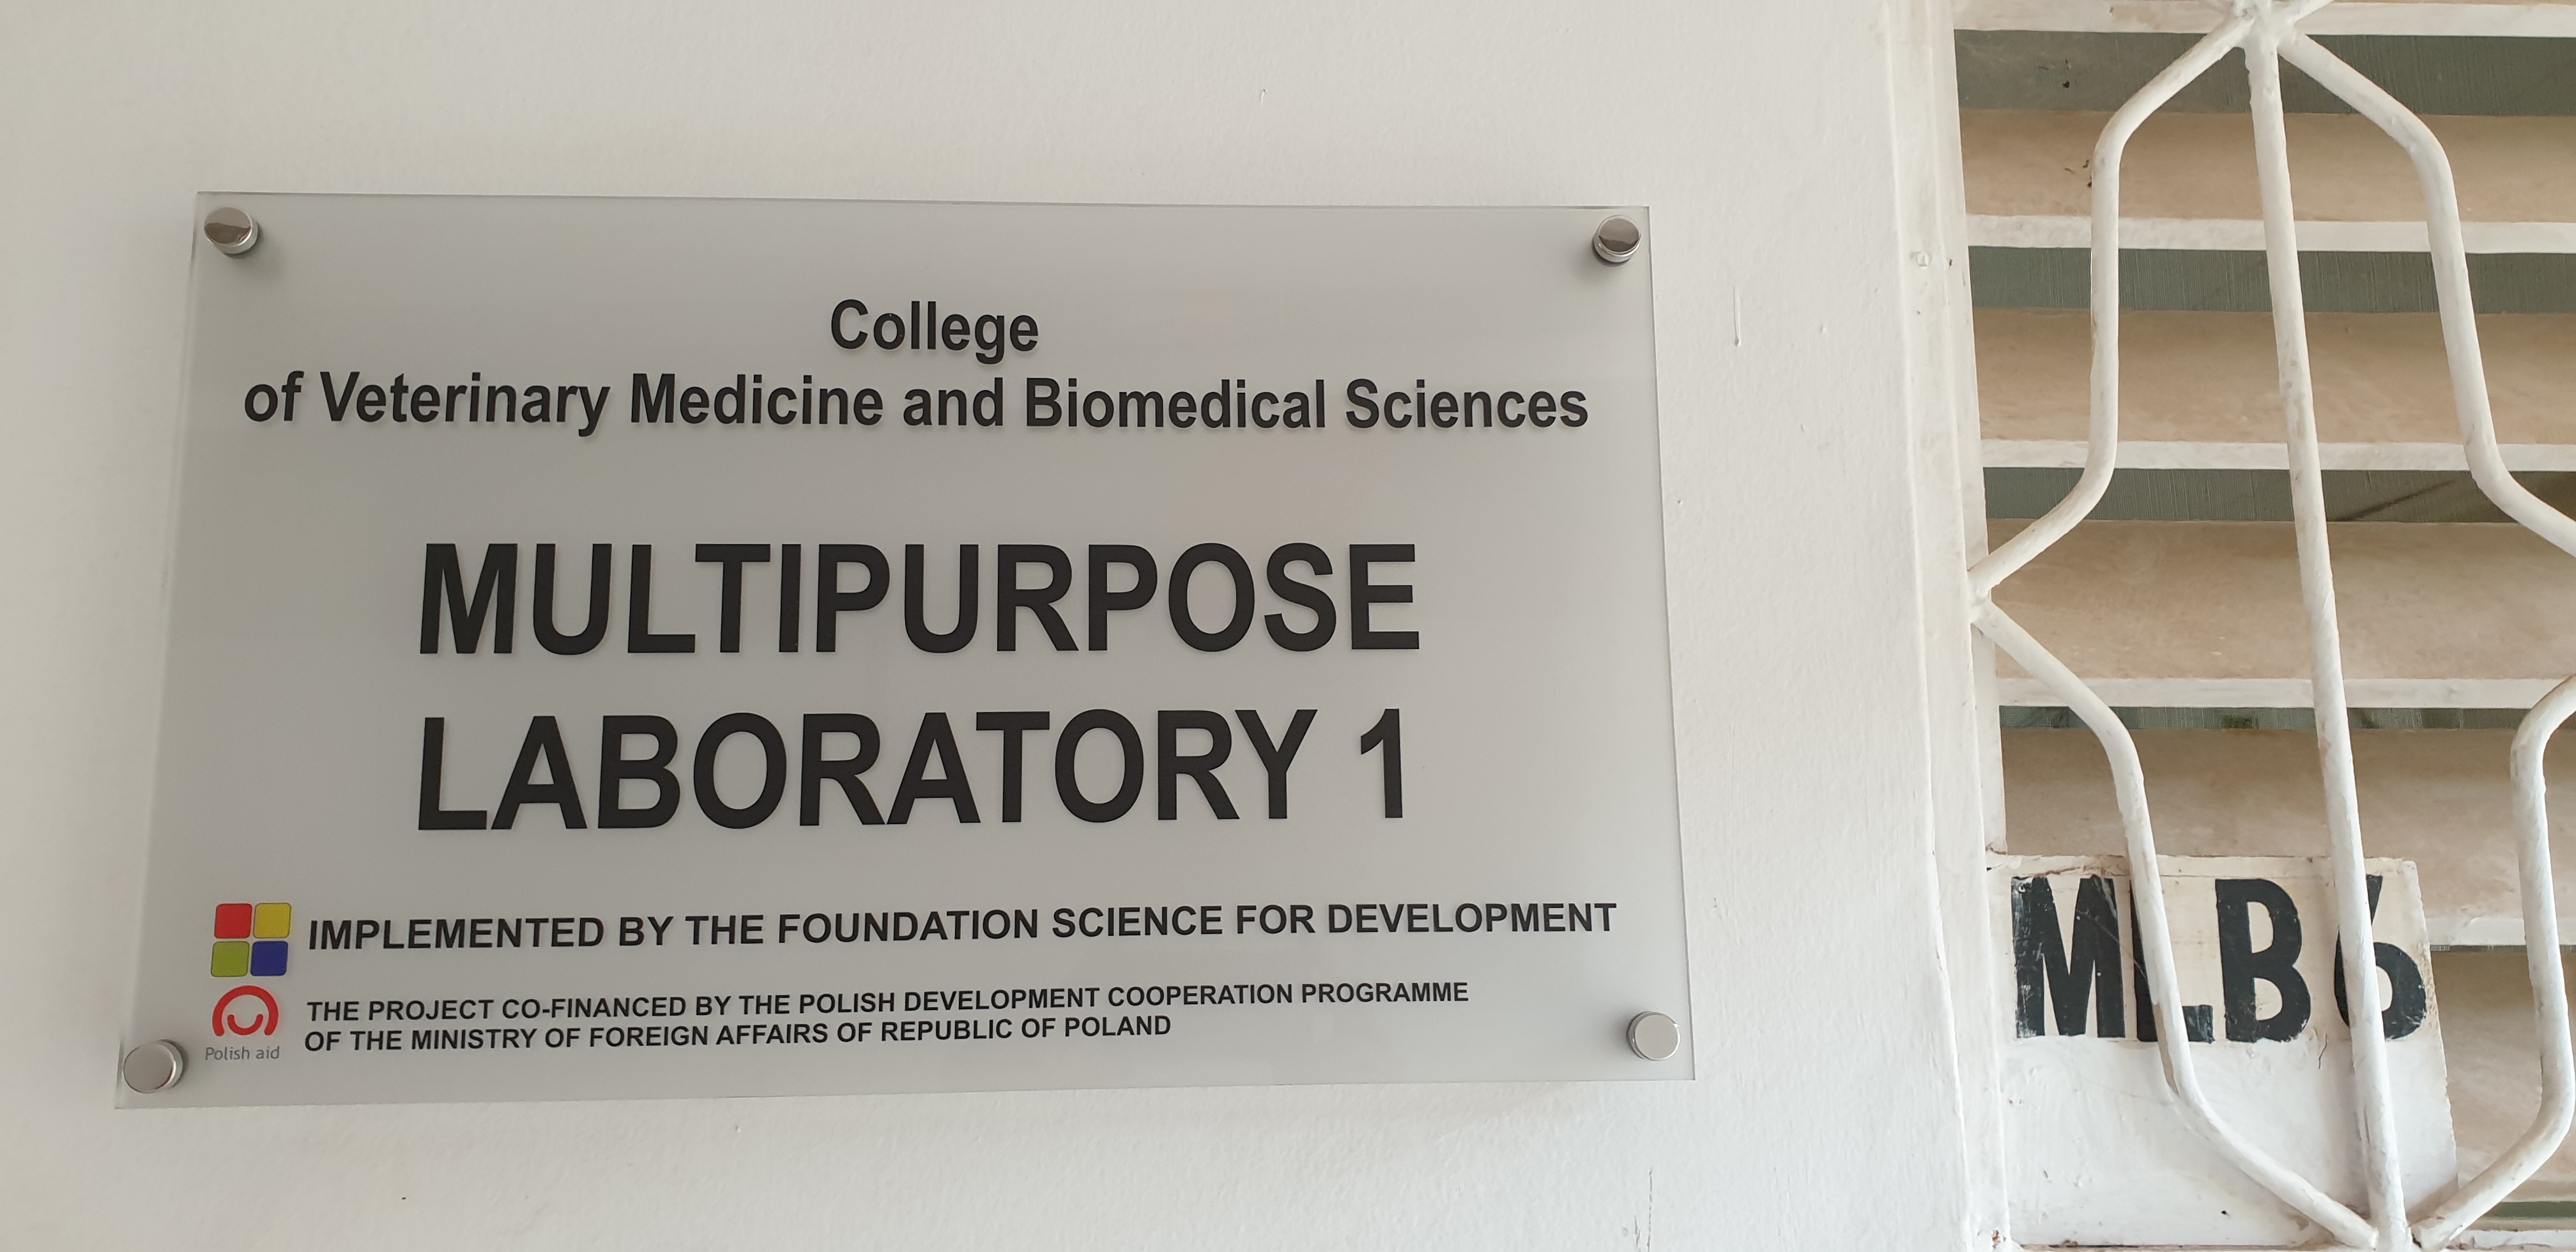 College
of Veterinary Medicine and Biomedical Sciences
MULTIPURPOSE
LABORATORY 1
IMPLEMENTED BY THE FOUNDATION SCIENCE FOR DEVELOPMENT
THE PROJECT CO-FINANCED BY THE POLISH DEVELOPMENT COOPERATION PROGRAMME
OF THE MINISTRY OF FOREIGN AFFAIRS OF REPUBLIC OF POLAND
Polish aid
MLB 6